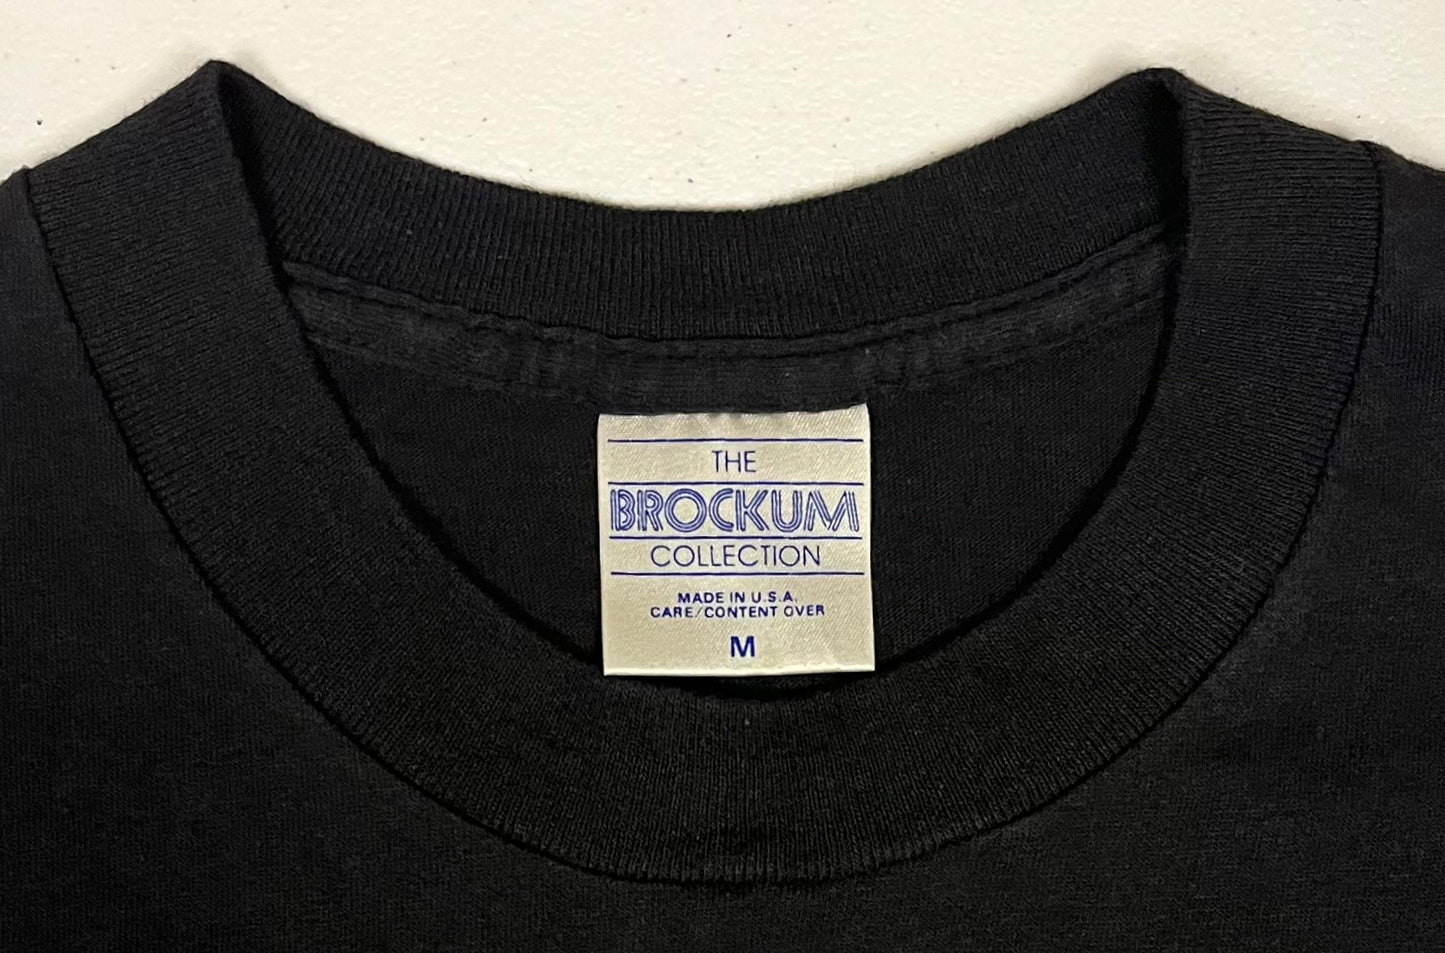 THE
BROCKUM
COLLECTION
MADE IN U.S.A.
CARE/CONTENT OVER
M